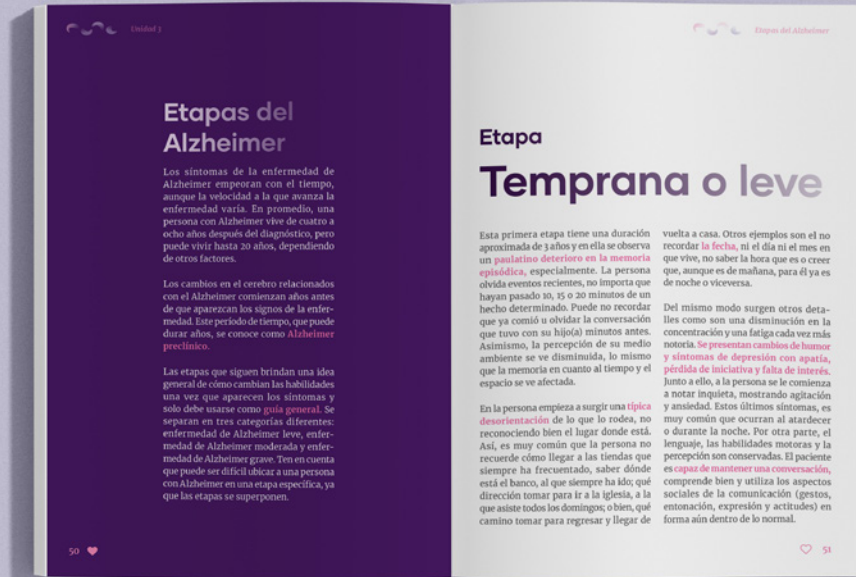 Unidad 3
Etapas del
Alzheimer
Los síntomas de la enfermedad de
Alzheimer empeoran con el tiempo,
aunque la velocidad a la que avanza la
enfermedad varía. En promedio, una
persona con Alzheimer vive de cuatro a
ocho años después del diagnóstico, pero
puede vivir hasta 20 años, dependiendo
de otros factores.
Los cambios en el cerebro relacionados
con el Alzheimer comienzan años antes
de que aparezcan los signos de la enfer-
medad. Este período de tiempo, que puede
durar años, se conoce como Alzheimer
preclínico.
Las etapas que siguen brindan una idea
general de cómo cambian las habilidades
una vez que aparecen los síntomas y
solo debe usarse como guía general. Se
separan en tres categorías diferentes:
enfermedad de Alzheimer leve, enfer-
medad de Alzheimer moderada y enfer-
medad de Alzheimer grave. Ten en cuenta
que puede ser difícil ubicar a una persona
con Alzheimer en una etapa específica, ya
que las etapas se superponen.
50
Etapas del Alzheimer
Etapa
Temprana o leve
Esta primera etapa tiene una duración
aproximada de 3 años y en ella se observa
un paulatino deterioro en la memoria
episódica, especialmente. La persona
olvida eventos recientes, no importa que
hayan pasado 10, 15 o 20 minutos de un
hecho determinado. Puede no recordar
que ya comió u olvidar la conversación
que tuvo con su hijo(a) minutos antes.
Asimismo, la percepción de su medio
ambiente se ve disminuida, lo mismo
que la memoria en cuanto al tiempo y el
espacio se ve afectada.
En la persona empieza a surgir una típica
desorientación de lo que lo rodea, no
reconociendo bien el lugar donde está.
Así, es muy común que la persona no
recuerde cómo llegar a las tiendas que
siempre ha frecuentado, saber dónde
está el banco, al que siempre ha ido; qué
dirección tomar para ir a la iglesia, a la
que asiste todos los domingos; o bien, qué
camino tomar para regresar y llegar de
vuelta a casa. Otros ejemplos son el no
recordar la fecha, ni el día ni el mes en
que vive, no saber la hora que es o creer
que, aunque es de mañana, para él ya es
de noche o viceversa.
Del mismo modo surgen otros deta-
lles como son una disminución en la
concentración y una fatiga cada vez más
notoria. Se presentan cambios de humor
y síntomas de depresión con apatía,
pérdida de iniciativa y falta de interés.
Junto a ello, a la persona se le comienza
a notar inquieta, mostrando agitación
y ansiedad. Estos últimos síntomas, es
muy común que ocurran al atardecer
o durante la noche. Por otra parte, el
lenguaje, las habilidades motoras y la
percepción son conservadas. El paciente
es capaz de mantener una conversación,
comprende bien y utiliza los aspectos
sociales de la comunicación (gestos,
entonación, expresión y actitudes) en
forma aún dentro de lo normal.
51